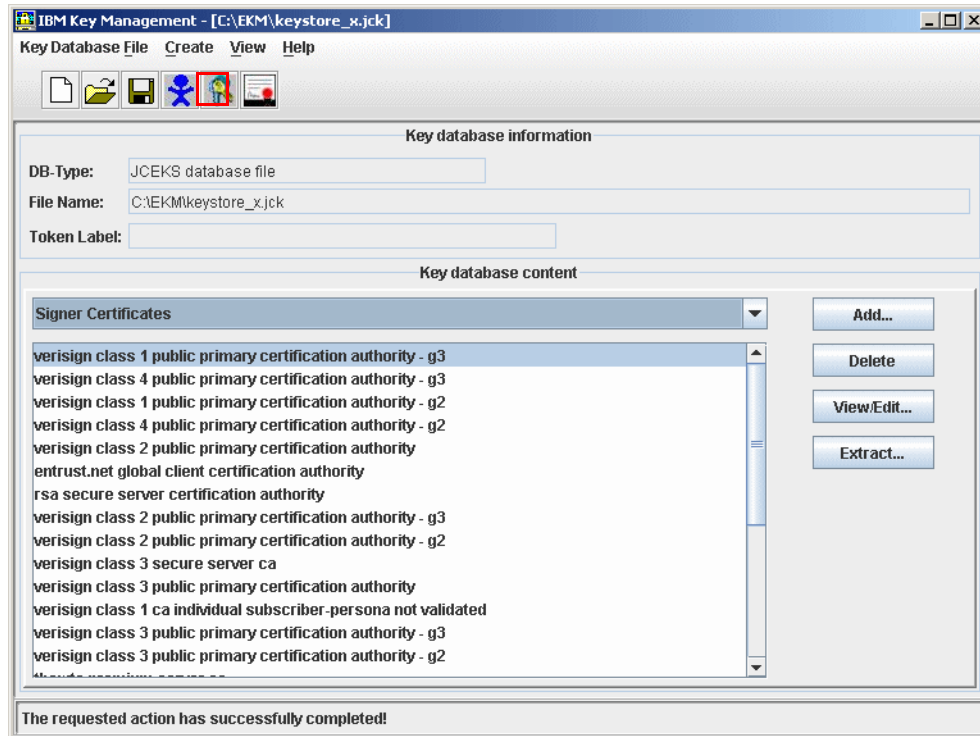 IBM Key Management - [C:\EKM\keystore_x.jck]
Key Database File Create View Help
Key database information
DB-Type: JCEKS database file
File Name: C:\EKM\keystore_x.jck
Token Label:
Key database content
Signer Certificates
Add...
verisign class 1 public primary certification authority - g3
Delete
verisign class 4 public primary certification authority - g3
verisign class 1 public primary certification authority - g2
View/Edit...
verisign class 4 public primary certification authority - g2
verisign class 2 public primary certification authority
Extract...
entrust.net global client certification authority
rsa secure server certification authority
verisign class 2 public primary certification authority - g3
verisign class 2 public primary certification authority - g2
verisign class 3 secure server ca
verisign class 3 public primary certification authority
verisign class 1 ca individual subscriber-persona not validated
verisign class 3 public primary certification authority - g3
verisign class 3 public primary certification authority - g2
The requested action has successfully completed!